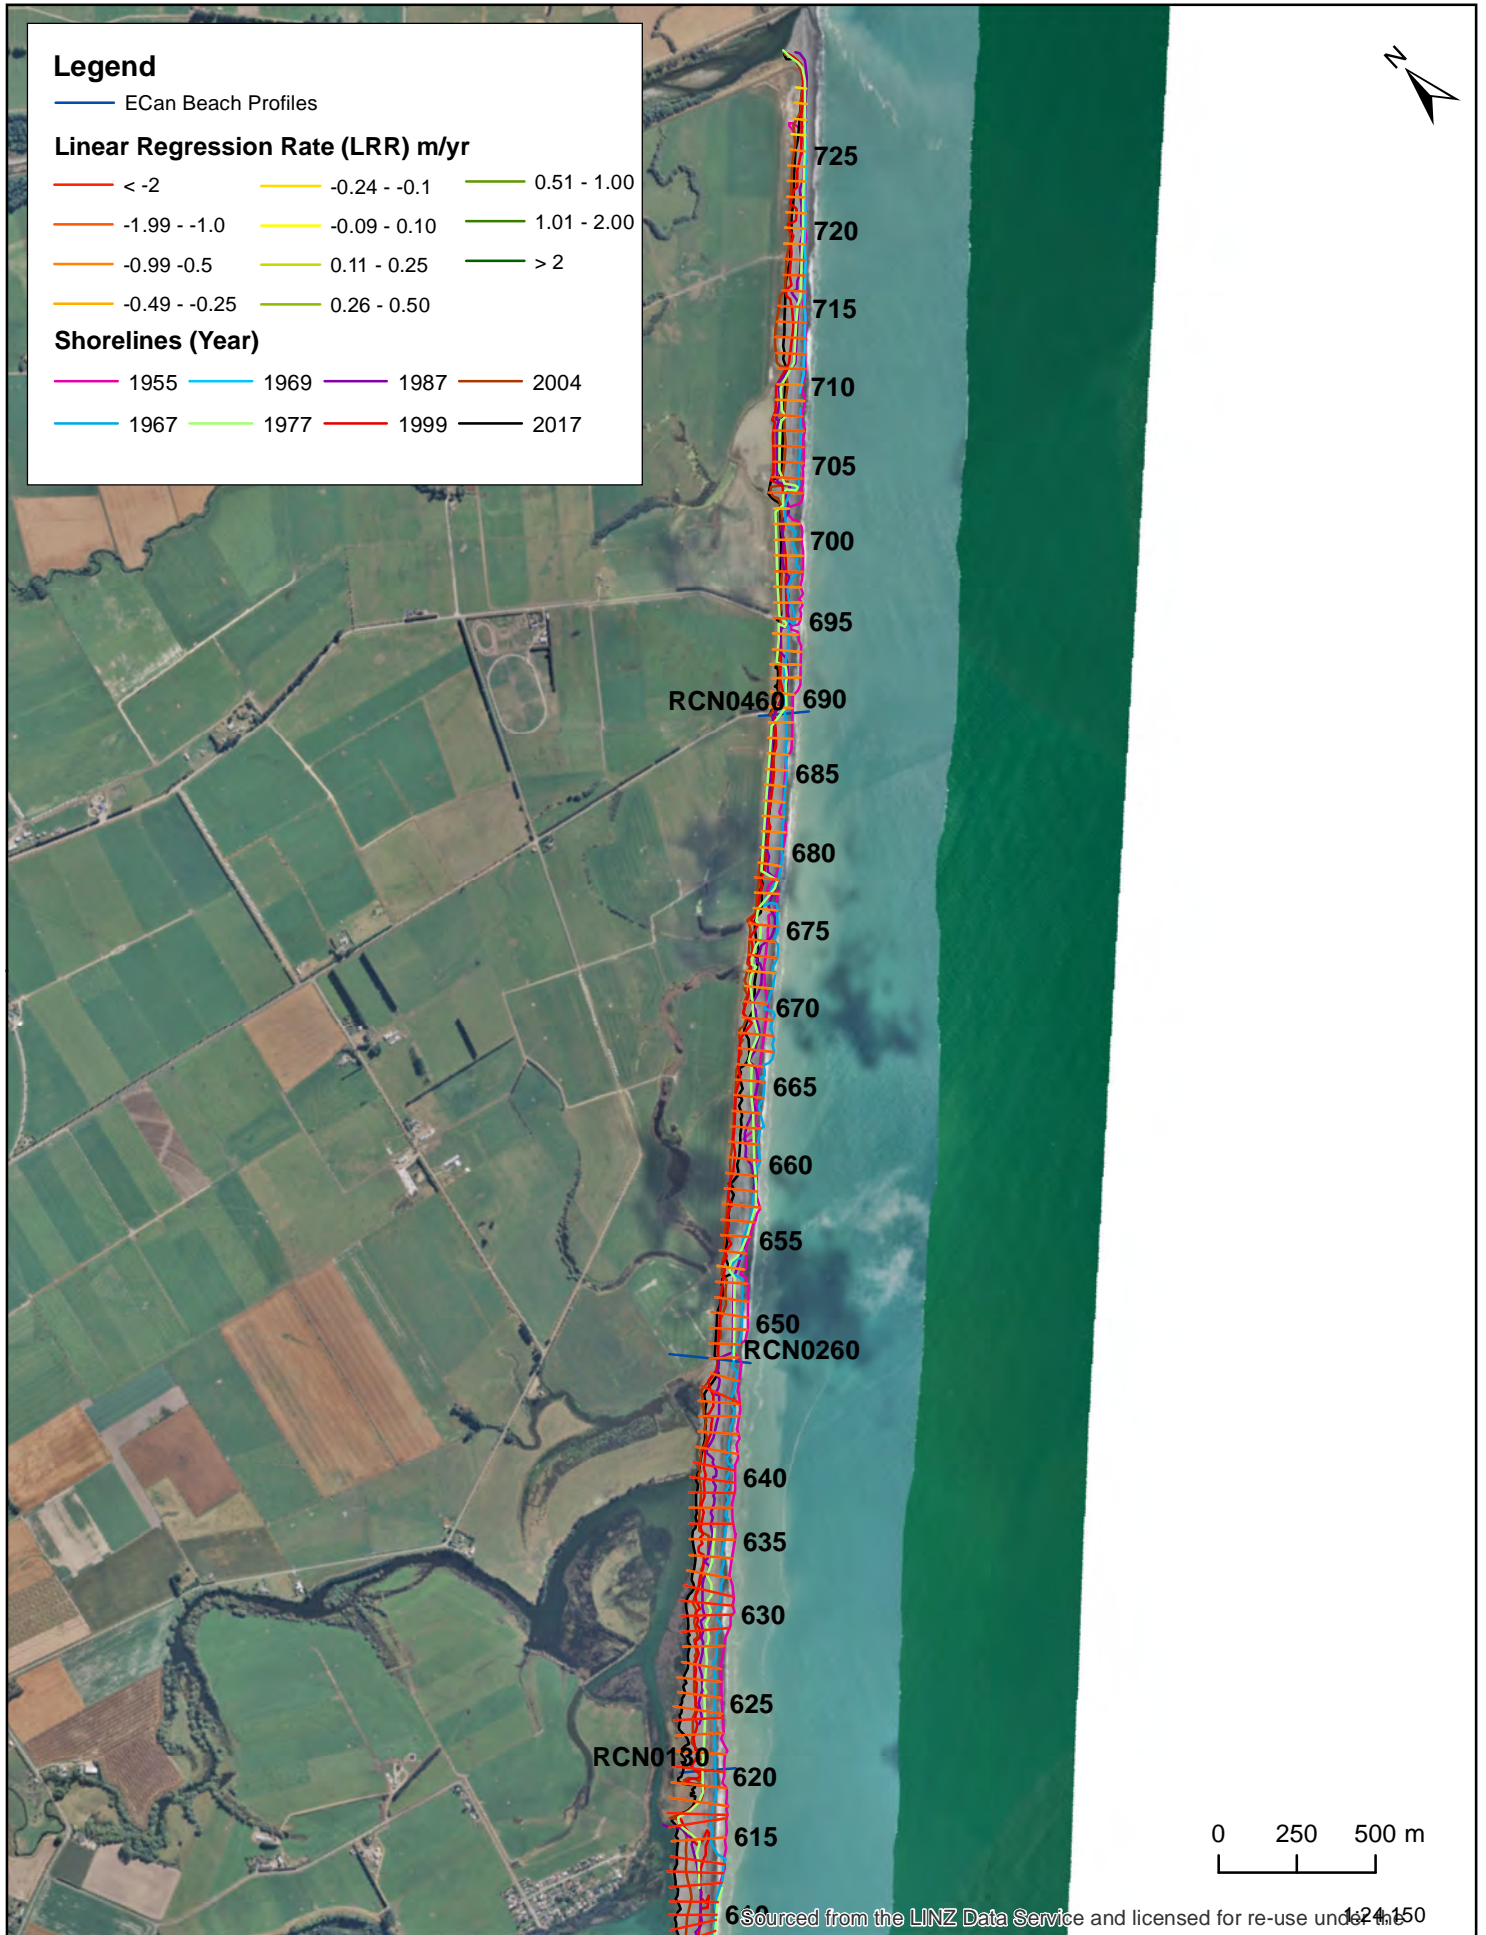 Legend
ECan Beach Profiles
Linear Regression Rate (LRR) m/yr
< -2
-1.99 - -1.0
-0.99 -0.5
-0.49 - -0.25
-0.24 - -0.1
-0.09 - 0.10
0.11 - 0.25
0.26 - 0.50
0.51 - 1.00
1.01 - 2.00
> 2
Shorelines (Year)
1955
1967
1969
1977
1987
1999
2004
2017
N
725
720
715
710
705
700
695
RCN0460 690
685
680
675
670
665
660
655
650
RCN0260
640
635
630
625
RCN0130
620
615
610
0 250 500 m
Sourced from the LINZ Data Service and licensed for re-use under the
1:24,150